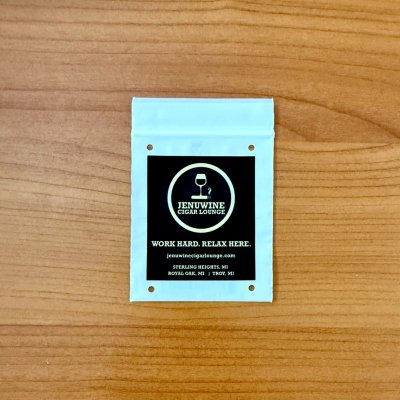 JENUWINE
CIGAR LOUNGE
WORK HARD. RELAX HERE.
jenuwinecigarlounge.com
STERLING HEIGHTS, MI
ROYAL OAK, MI | TROY, MI